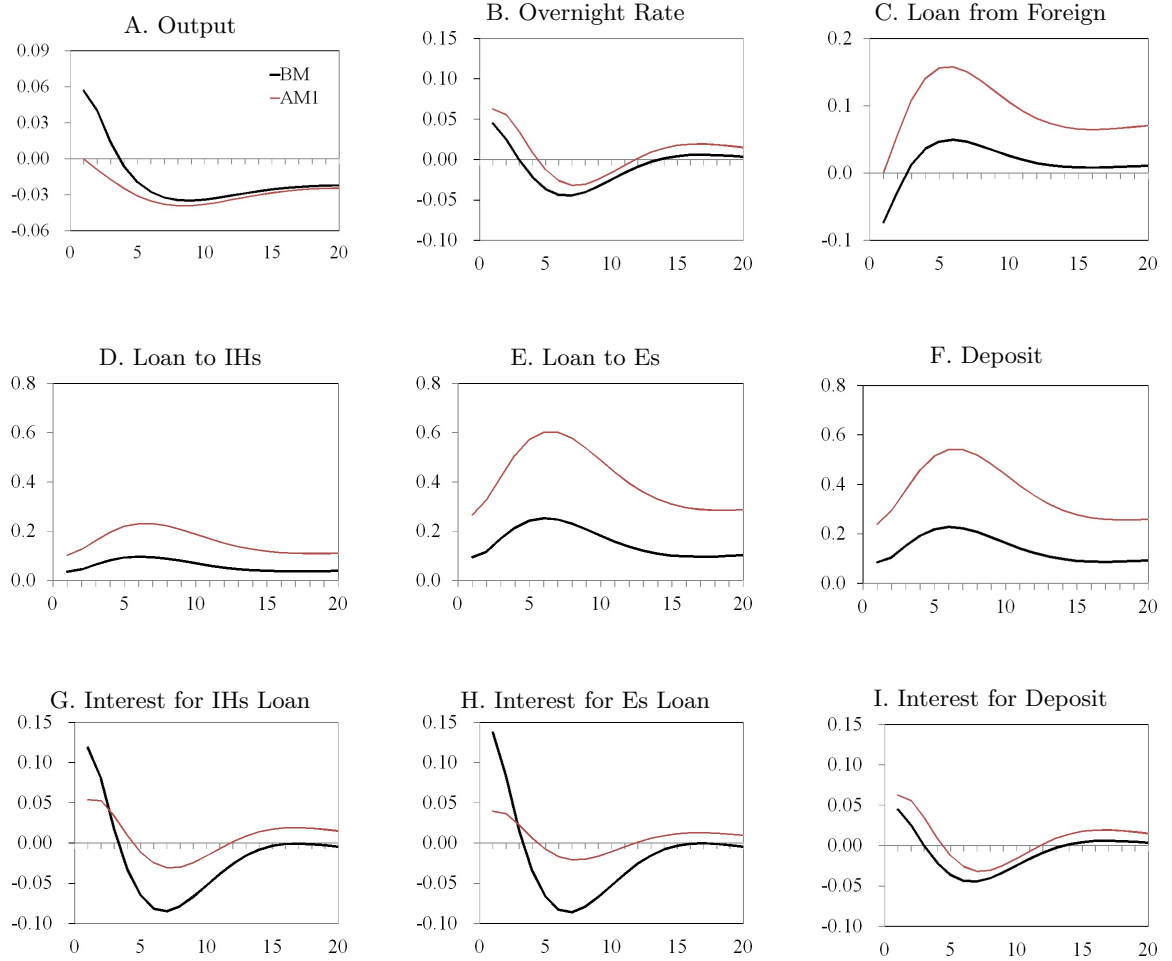 A. Output
0.09
0.06
0.03
0.00
-0.03
-0.06
0 5 10 15 20
BM
AM1
B. Overnight Rate
0.15
0.10
0.05
0.00
-0.05
-0.10
0 5 10 15 20
C. Loan from Foreign
0.2
0.1
0.0
-0.1
0 5 10 15 20
D. Loan to IHs
0.8
0.6
0.4
0.2
0.0
0 5 10 15 20
E. Loan to Es
0.8
0.6
0.4
0.2
0.0
0 5 10 15 20
F. Deposit
0.8
0.6
0.4
0.2
0.0
0 5 10 15 20
G. Interest for IHs Loan
0.15
0.10
0.05
0.00
-0.05
-0.10
0 5 10 15 20
H. Interest for Es Loan
0.15
0.10
0.05
0.00
-0.05
-0.10
0 5 10 15 20
I. Interest for Deposit
0.15
0.10
0.05
0.00
-0.05
-0.10
0 5 10 15 20